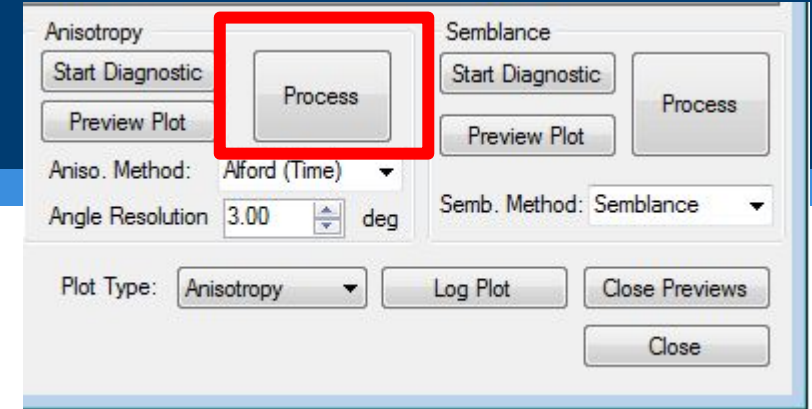 Anisotropy
Start Diagnostic
Process
Preview Plot
Aniso. Method: Alford (Time)
Angle Resolution 3.00 deg
Semblance
Start Diagnostic
Process
Preview Plot
Semb. Method: Semblance
Plot Type: Anisotropy Log Plot Close Previews
Close